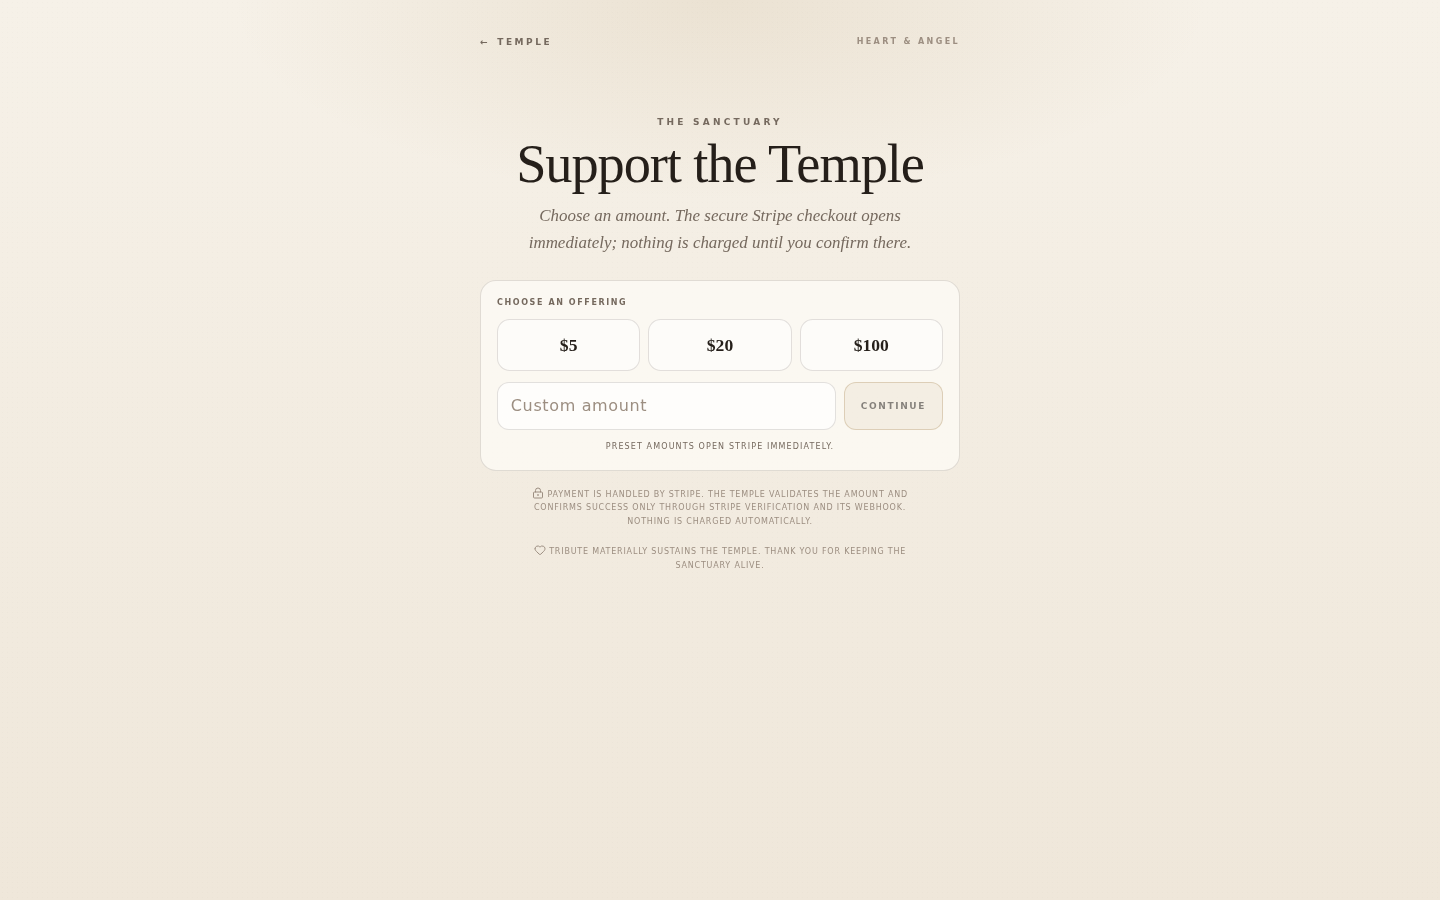 ← TEMPLE
HEART & ANGEL
THE SANCTUARY
Support the Temple
Choose an amount. The secure Stripe checkout opens
immediately; nothing is charged until you confirm there.
CHOOSE AN OFFERING
$5
$20
$100
Custom amount
CONTINUE
PRESET AMOUNTS OPEN STRIPE IMMEDIATELY.
PAYMENT IS HANDLED BY STRIPE. THE TEMPLE VALIDATES THE AMOUNT AND
CONFIRMS SUCCESS ONLY THROUGH STRIPE VERIFICATION AND ITS WEBHOOK.
NOTHING IS CHARGED AUTOMATICALLY.
TRIBUTE MATERIALLY SUSTAINS THE TEMPLE. THANK YOU FOR KEEPING THE
SANCTUARY ALIVE.